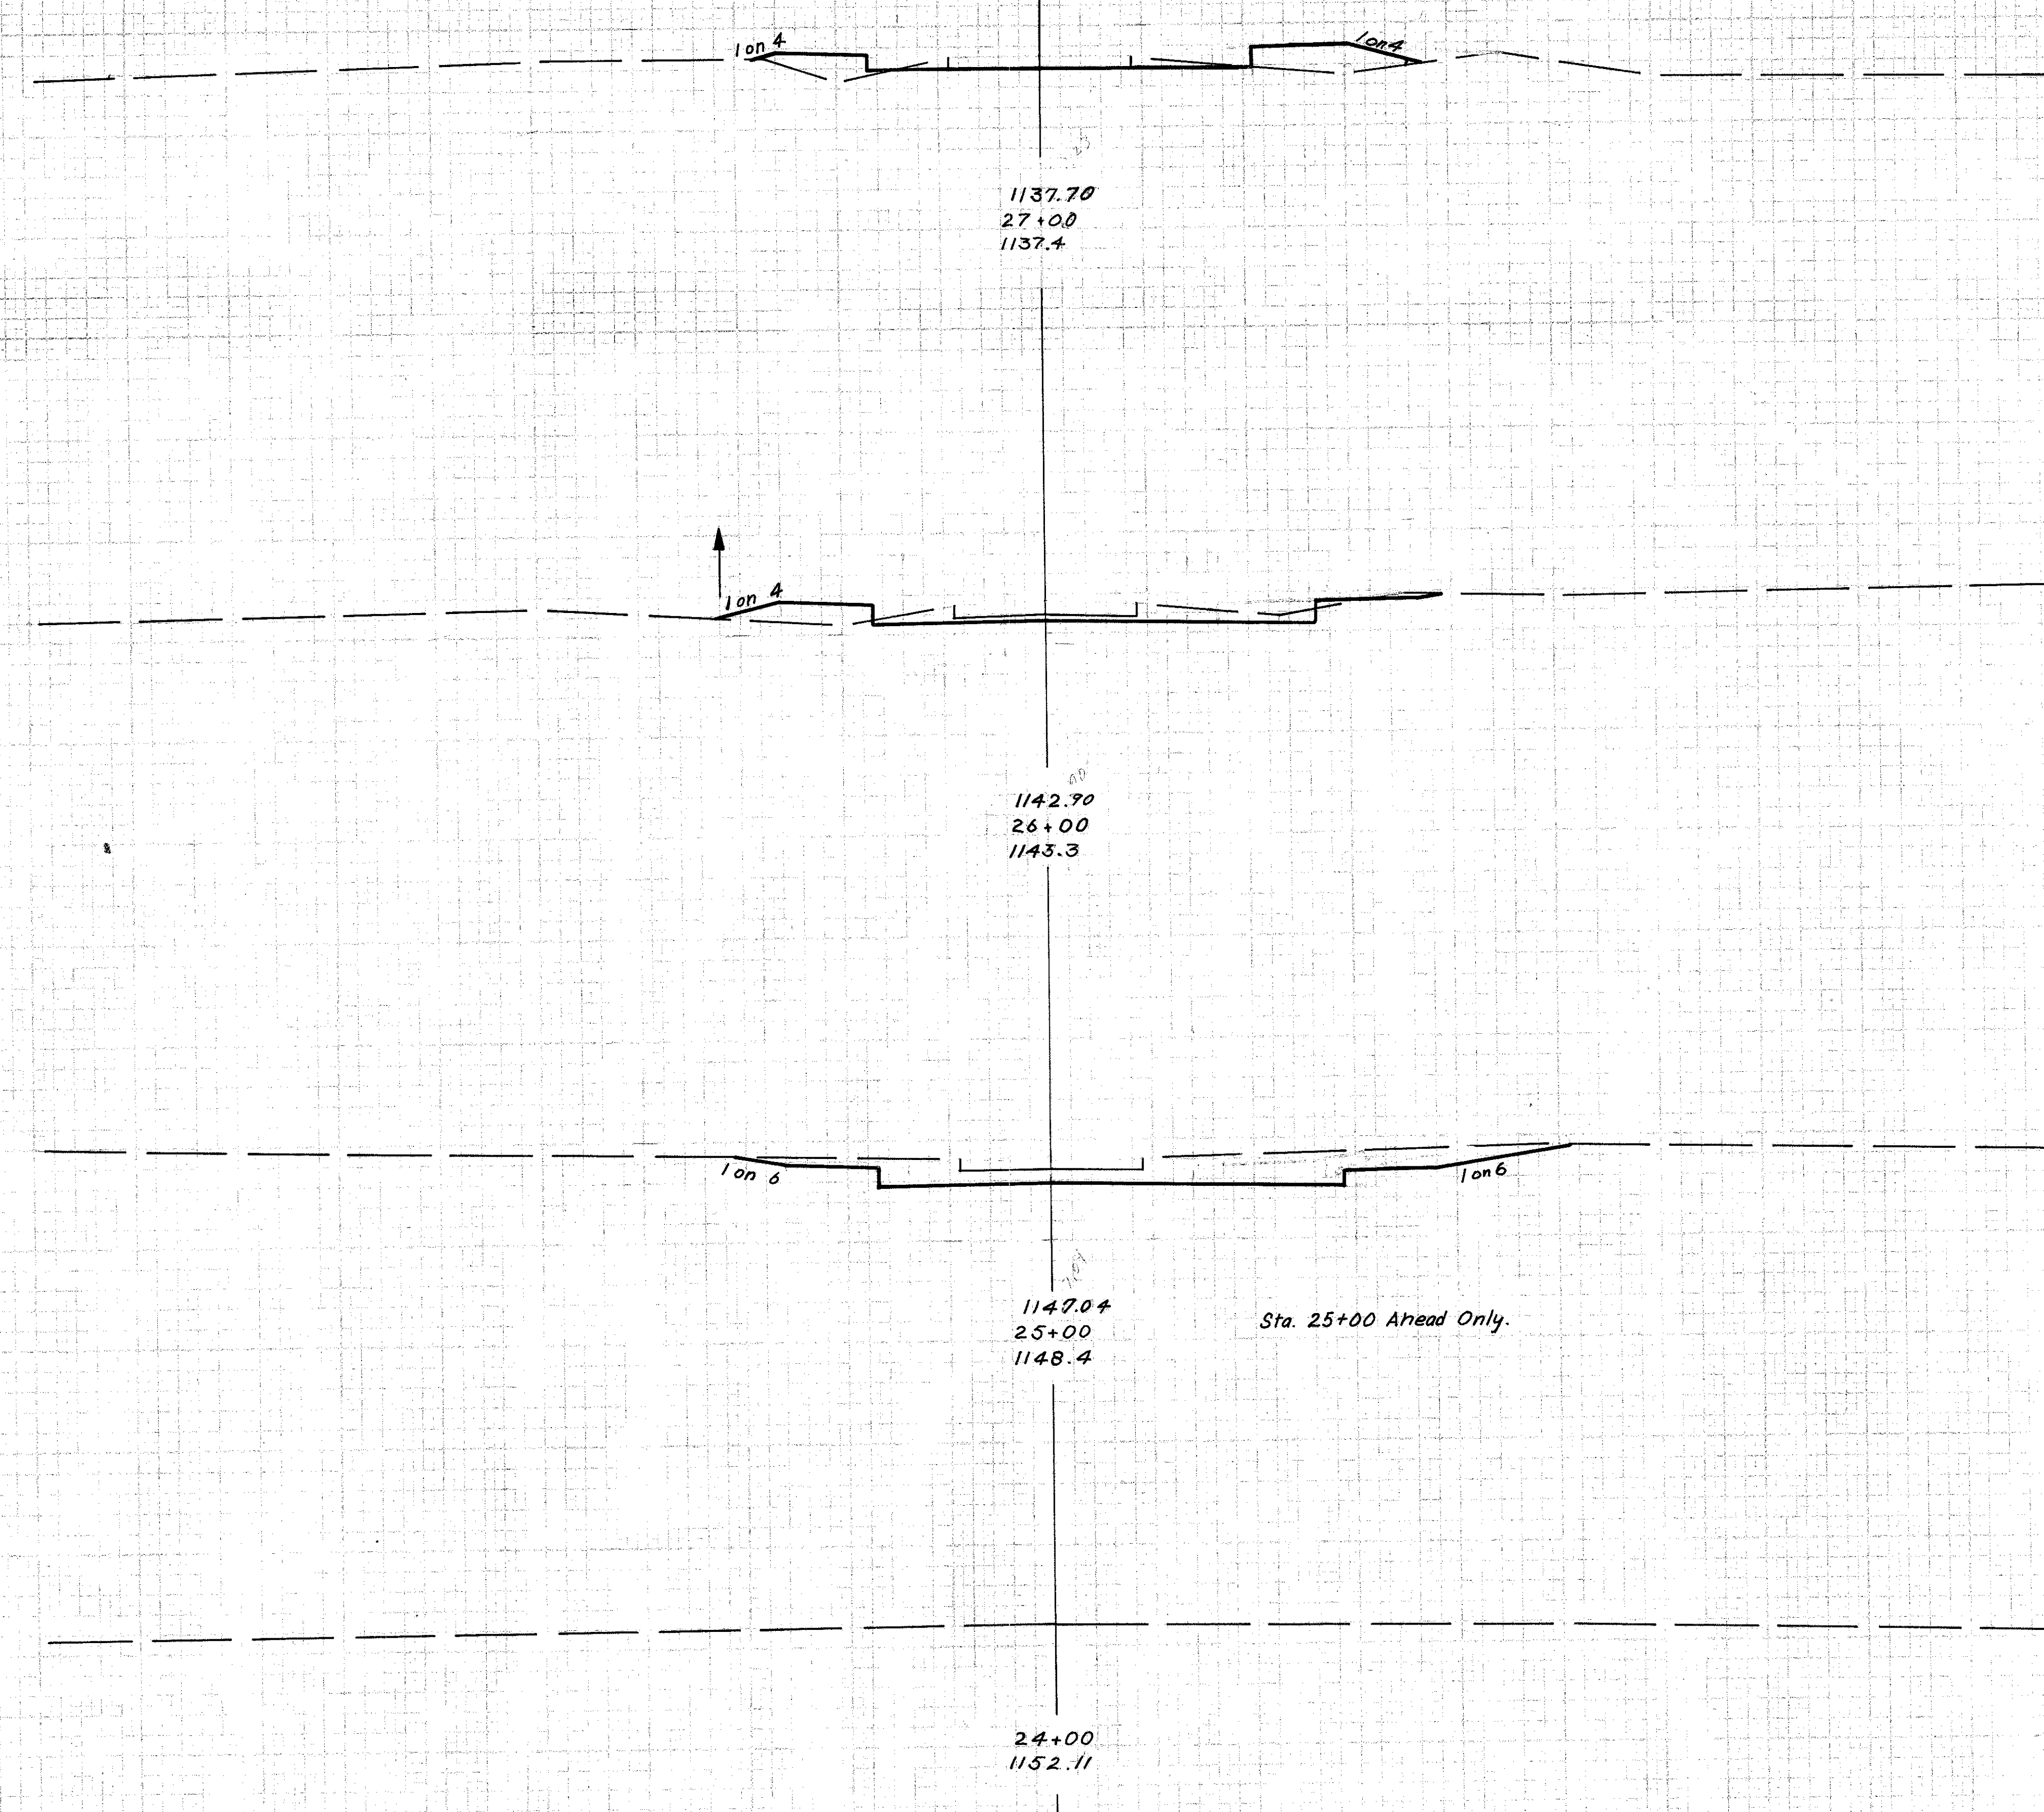 1 on 4
1 on 4
1137.70
27+00
1137.4
1 on 4
1142.90
26+00
1143.3
1 on 6
1 on 6
1147.04
25+00
1148.4
Sta. 25+00 Ahead Only.
24+00
1152.11